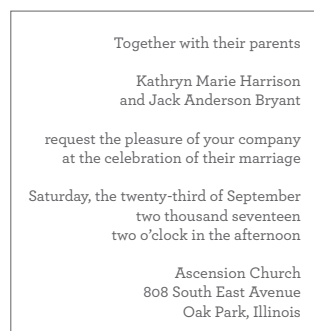 Together with their parents
Kathryn Marie Harrison
and Jack Anderson Bryant
request the pleasure of your company
at the celebration of their marriage
Saturday, the twenty-third of September
two thousand seventeen
two o’clock in the afternoon
Ascension Church
808 South East Avenue
Oak Park, Illinois